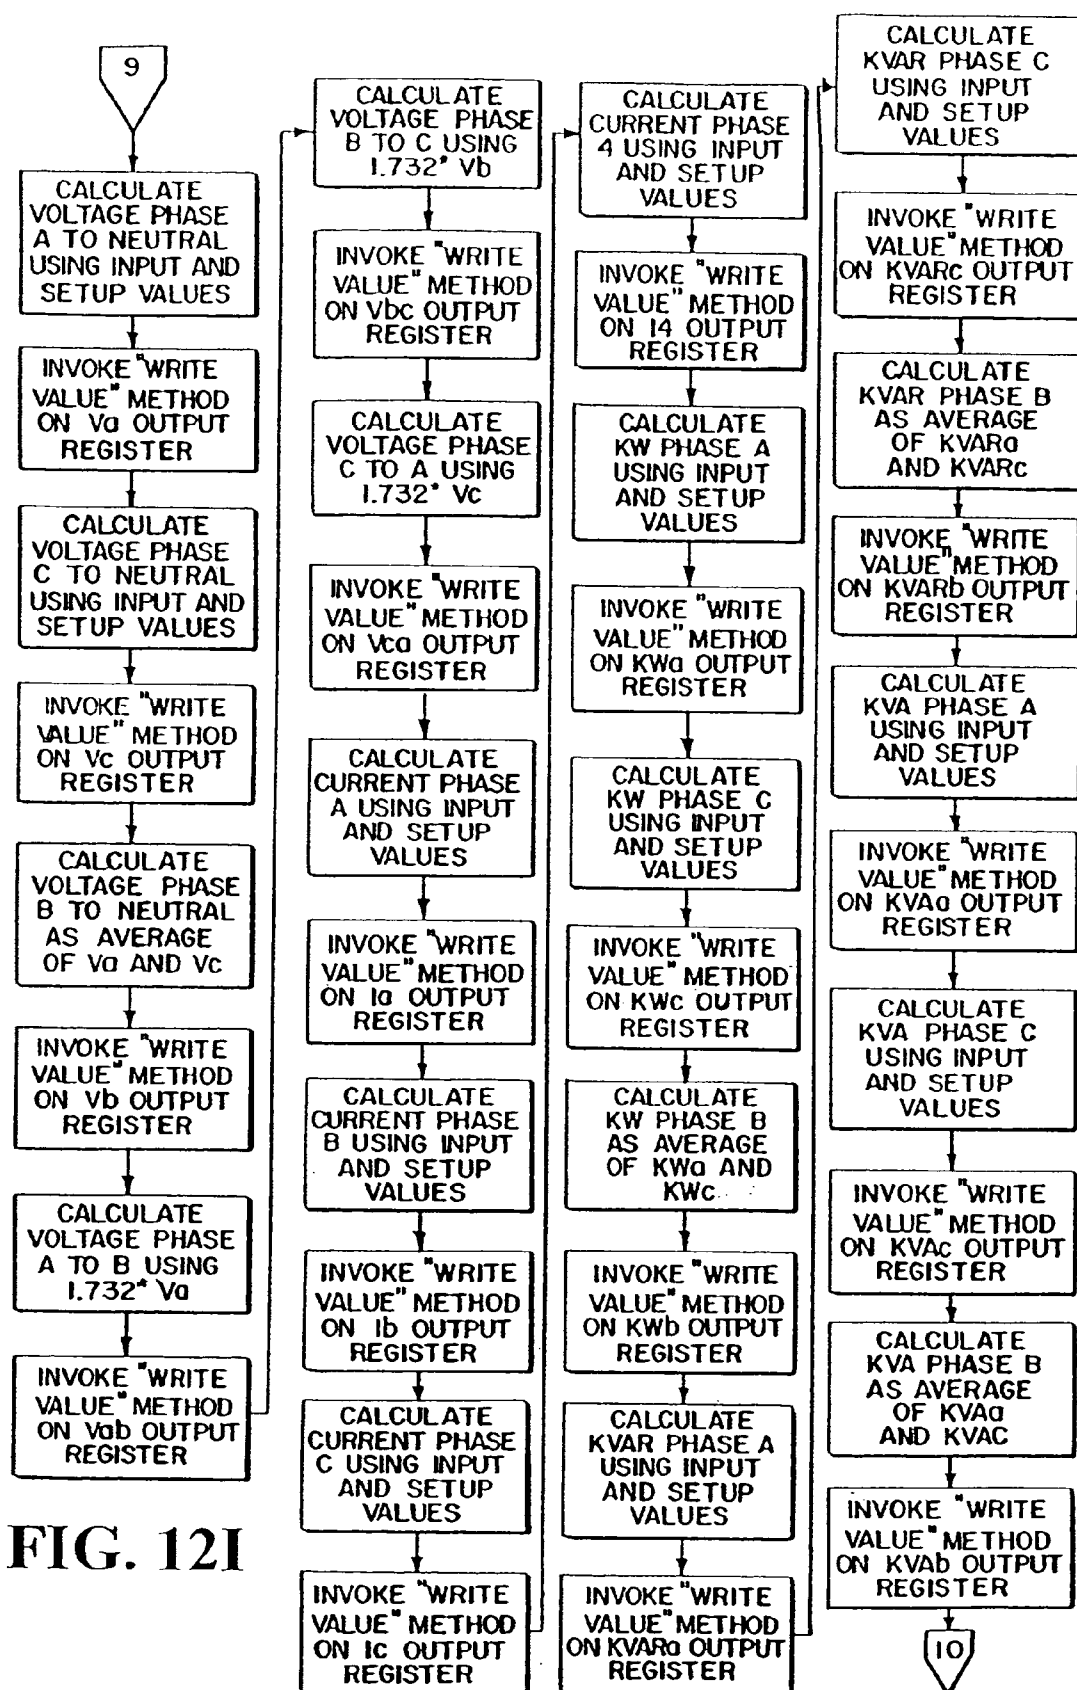 9
CALCULATE
VOLTAGE PHASE
A TO NEUTRAL
USING INPUT AND
SETUP VALUES
INVOKE "WRITE
VALUE" METHOD
ON Va OUTPUT
REGISTER
CALCULATE
VOLTAGE PHASE
C TO NEUTRAL
USING INPUT AND
SETUP VALUES
INVOKE "WRITE
VALUE" METHOD
ON Vc OUTPUT
REGISTER
CALCULATE
VOLTAGE PHASE
B TO NEUTRAL
AS AVERAGE
OF Va AND Vc
INVOKE "WRITE
VALUE" METHOD
ON Vb OUTPUT
REGISTER
CALCULATE
VOLTAGE PHASE
A TO B USING
1.732* Va
INVOKE "WRITE
VALUE" METHOD
ON Vab OUTPUT
REGISTER
CALCULATE
VOLTAGE PHASE
B TO C USING
1.732* Vb
INVOKE "WRITE
VALUE" METHOD
ON Vbc OUTPUT
REGISTER
CALCULATE
VOLTAGE PHASE
C TO A USING
1.732* Vc
INVOKE "WRITE
VALUE" METHOD
ON Vca OUTPUT
REGISTER
CALCULATE
CURRENT PHASE
A USING INPUT
AND SETUP
VALUES
INVOKE "WRITE
VALUE" METHOD
ON Ia OUTPUT
REGISTER
CALCULATE
CURRENT PHASE
B USING INPUT
AND SETUP
VALUES
INVOKE "WRITE
VALUE" METHOD
ON Ib OUTPUT
REGISTER
CALCULATE
CURRENT PHASE
C USING INPUT
AND SETUP
VALUES
INVOKE "WRITE
VALUE" METHOD
ON Ic OUTPUT
REGISTER
CALCULATE
CURRENT PHASE
4 USING INPUT
AND SETUP
VALUES
INVOKE "WRITE
VALUE" METHOD
ON I4 OUTPUT
REGISTER
CALCULATE
KW PHASE A
USING INPUT
AND SETUP
VALUES
INVOKE "WRITE
VALUE" METHOD
ON KWa OUTPUT
REGISTER
CALCULATE
KW PHASE C
USING INPUT
AND SETUP
VALUES
INVOKE "WRITE
VALUE" METHOD
ON KWc OUTPUT
REGISTER
CALCULATE
KW PHASE B
AS AVERAGE
OF KWa AND
KWc
INVOKE "WRITE
VALUE" METHOD
ON KWb OUTPUT
REGISTER
CALCULATE
KVAR PHASE A
USING INPUT
AND SETUP
VALUES
INVOKE "WRITE
VALUE" METHOD
ON KVARa OUTPUT
REGISTER
CALCULATE
KVAR PHASE C
USING INPUT
AND SETUP
VALUES
INVOKE "WRITE
VALUE" METHOD
ON KVARc OUTPUT
REGISTER
CALCULATE
KVAR PHASE B
AS AVERAGE
OF KVARa
AND KVARc
INVOKE "WRITE
VALUE" METHOD
ON KVARb OUTPUT
REGISTER
CALCULATE
KVA PHASE A
USING INPUT
AND SETUP
VALUES
INVOKE "WRITE
VALUE" METHOD
ON KVAa OUTPUT
REGISTER
CALCULATE
KVA PHASE C
USING INPUT
AND SETUP
VALUES
INVOKE "WRITE
VALUE" METHOD
ON KVAc OUTPUT
REGISTER
CALCULATE
KVA PHASE B
AS AVERAGE
OF KVAa
AND KVAC
INVOKE "WRITE
VALUE" METHOD
ON KVAb OUTPUT
REGISTER
10
FIG. 12I